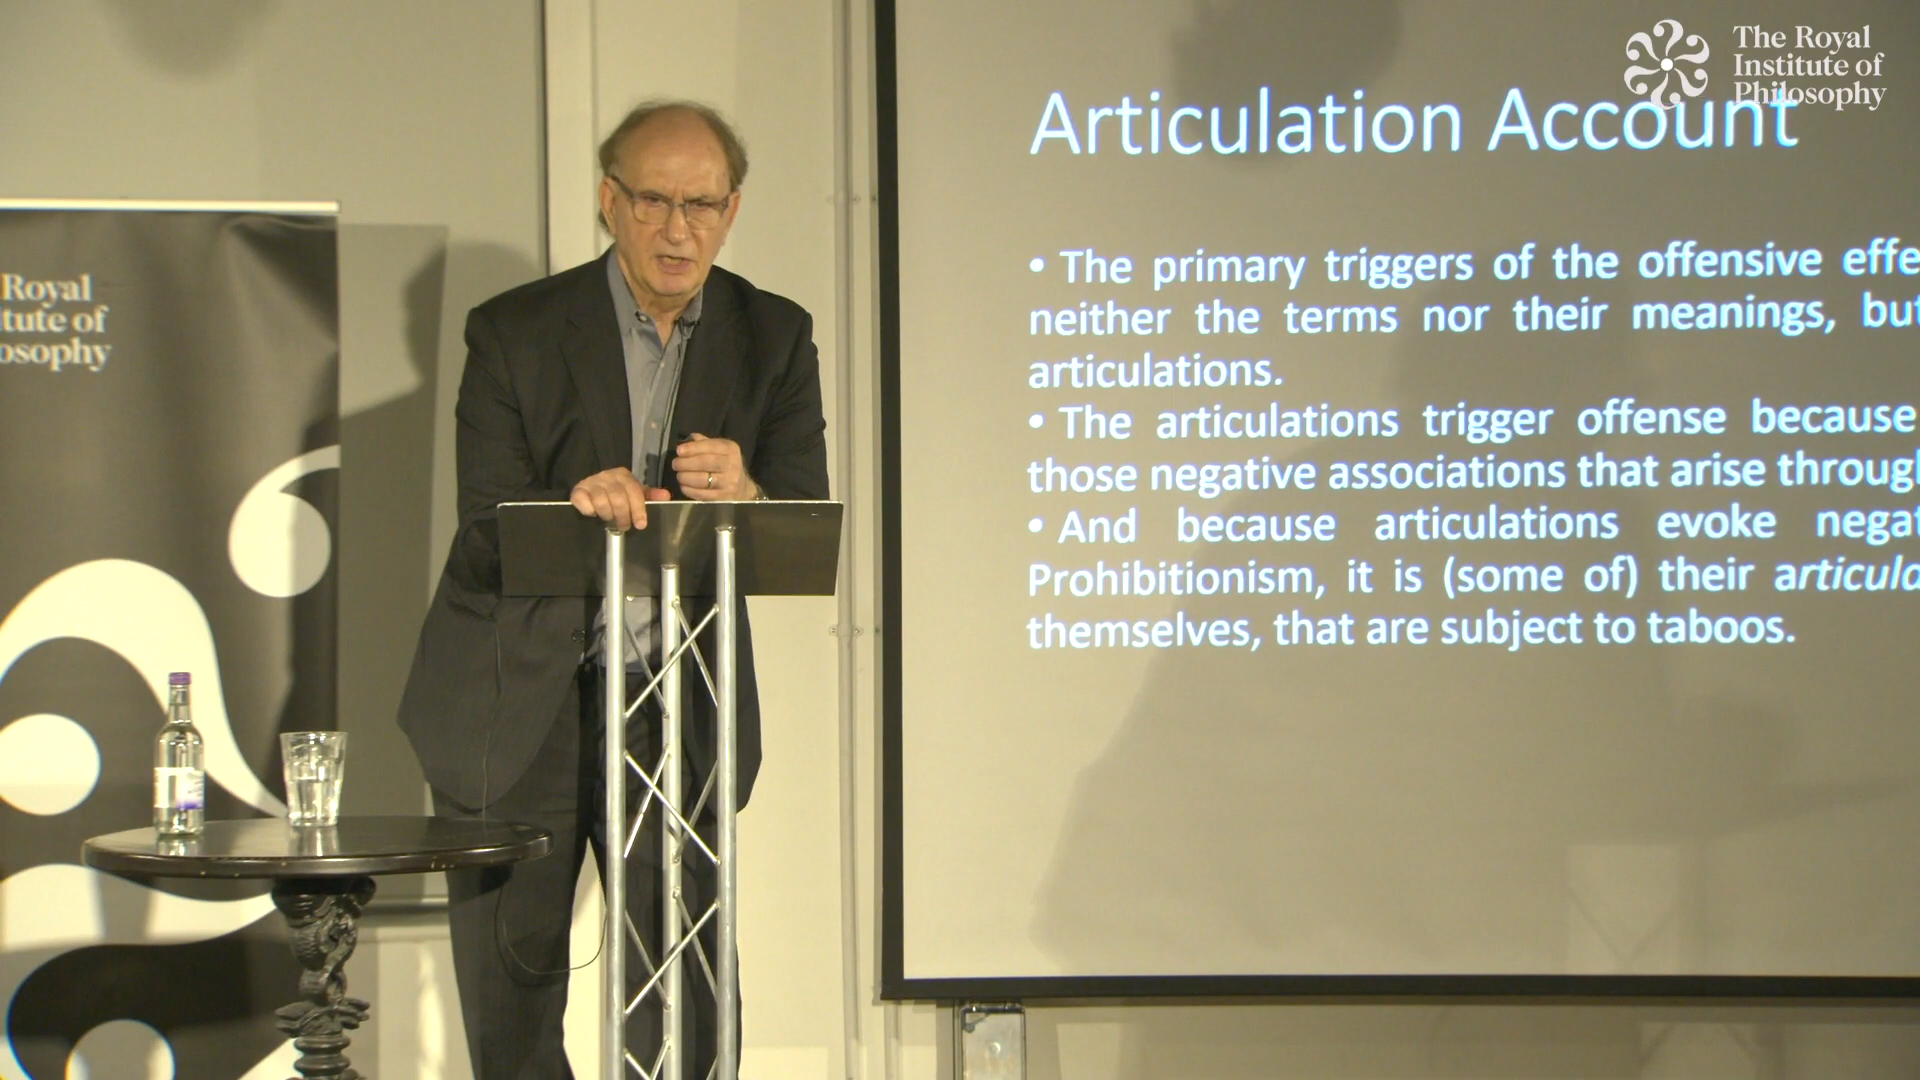 Royal
tute of
losophy
The Royal
Institute of
Philosophy
Articulation Account
• The primary triggers of the offensive effe
neither the terms nor their meanings, but
articulations.
• The articulations trigger offense because
those negative associations that arise throug
• And because articulations evoke negat
Prohibitionism, it is (some of) their articula
themselves, that are subject to taboos.